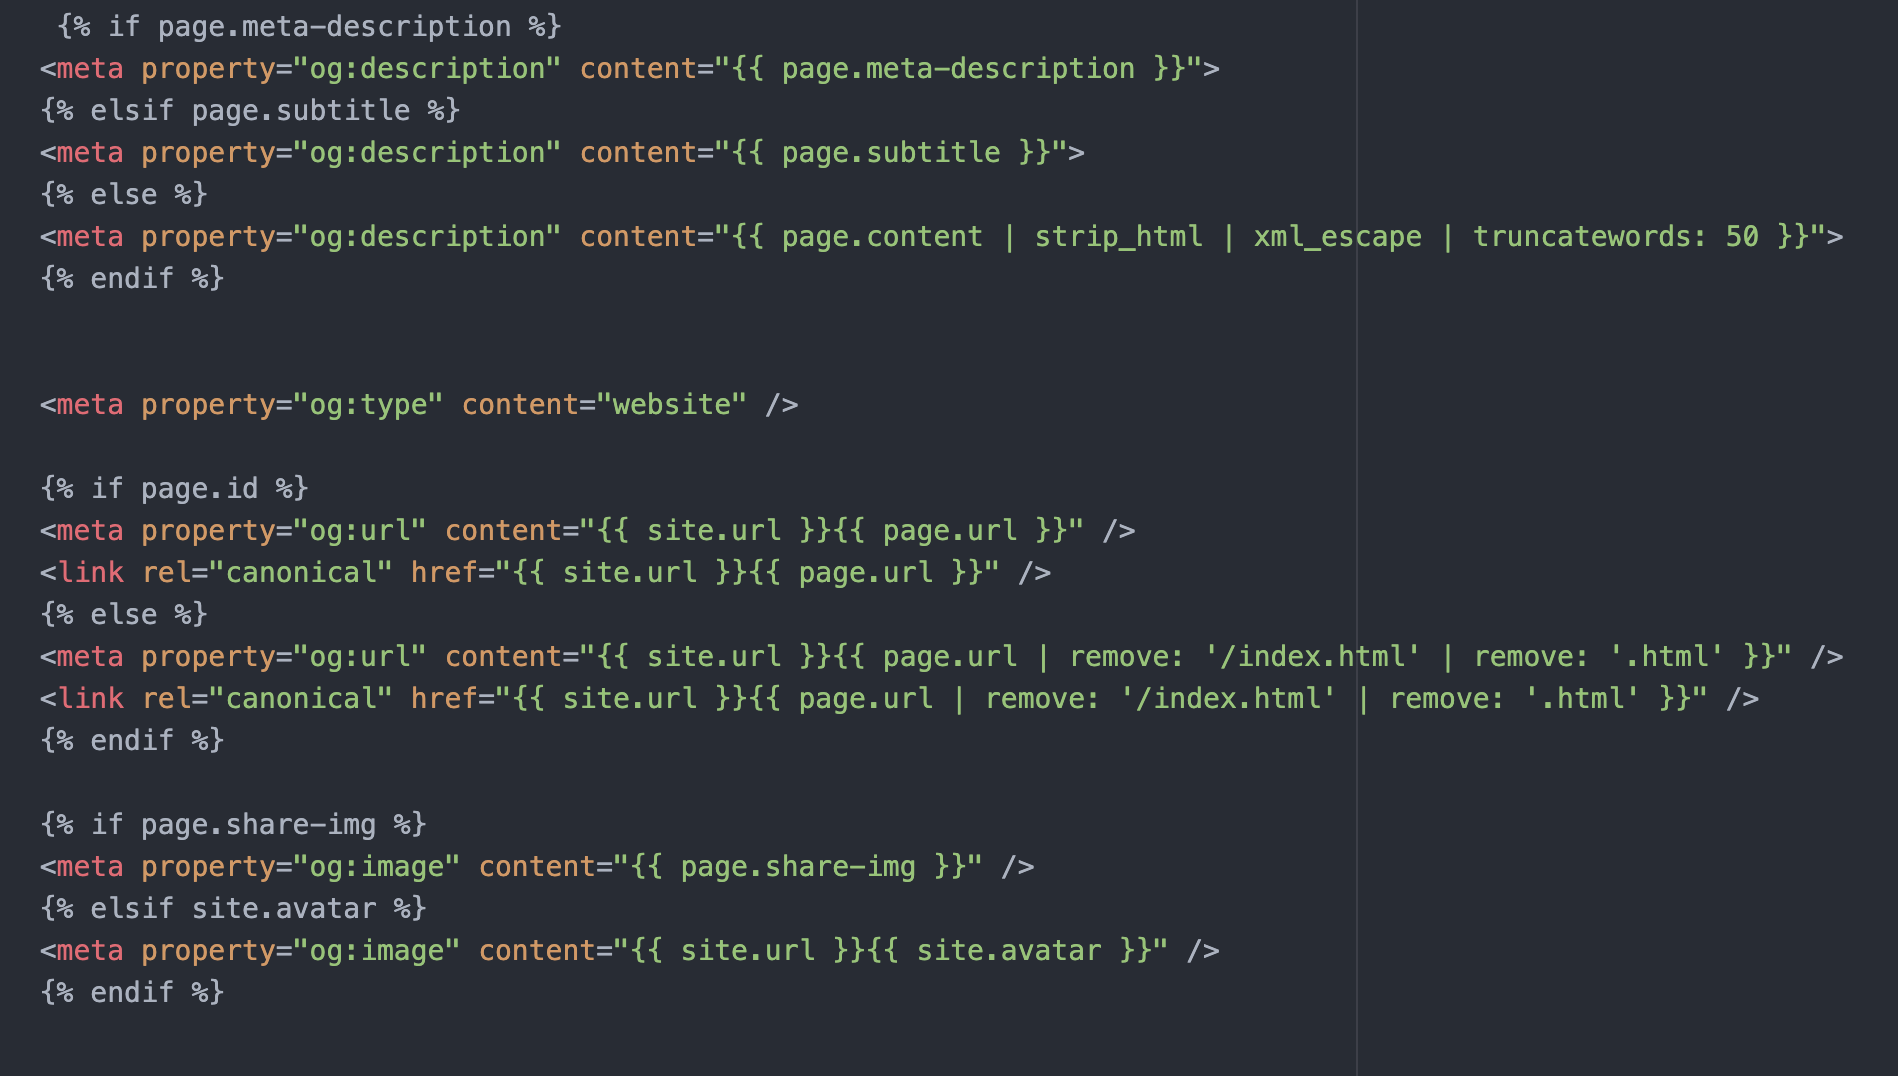 {% if page.meta-description %}
<meta property="og:description" content="{{ page.meta-description }}">
{% elsif page.subtitle %}
<meta property="og:description" content="{{ page.subtitle }}">
{% else %}
<meta property="og:description" content="{{ page.content | strip_html | xml_escape | truncatewords: 50 }}">
{% endif %}
<meta property="og:type" content="website" />
{% if page.id %}
<meta property="og:url" content="{{ site.url }}{{ page.url }}" />
<link rel="canonical" href="{{ site.url }}{{ page.url }}" />
{% else %}
<meta property="og:url" content="{{ site.url }}{{ page.url | remove: '/index.html' | remove: '.html' }}" />
<link rel="canonical" href="{{ site.url }}{{ page.url | remove: '/index.html' | remove: '.html' }}" />
{% endif %}
{% if page.share-img %}
<meta property="og:image" content="{{ page.share-img }}" />
{% elsif site.avatar %}
<meta property="og:image" content="{{ site.url }}{{ site.avatar }}" />
{% endif %}